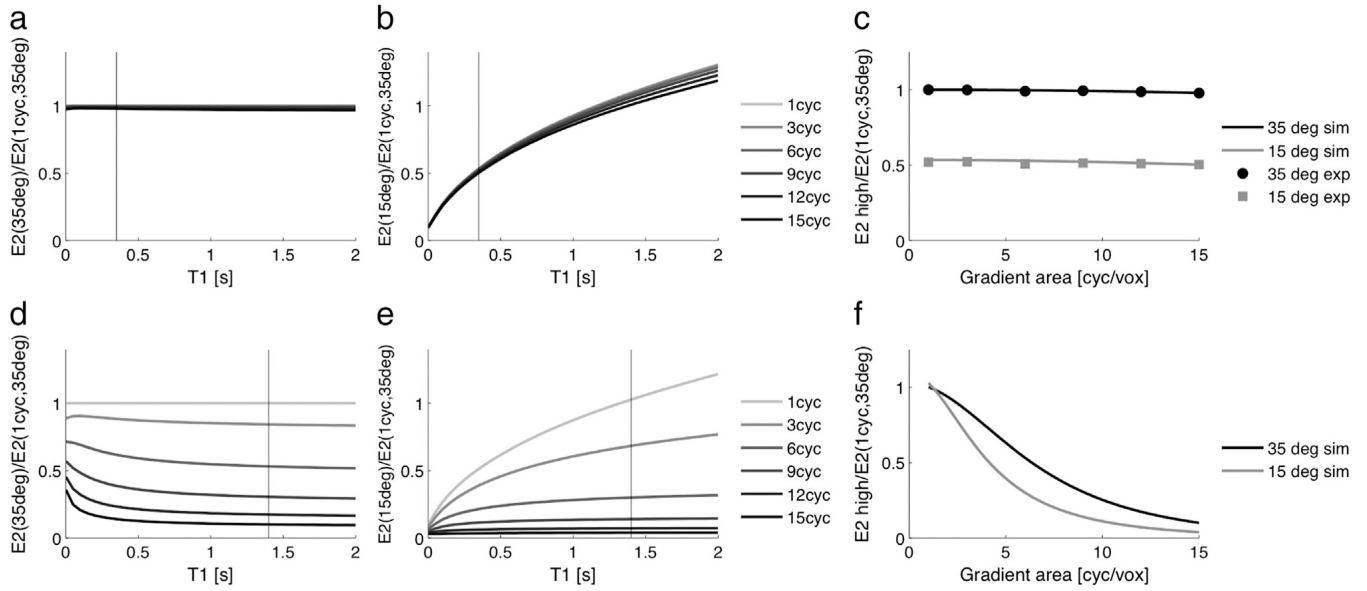 a
E2(35deg)/E2(1cyc,35deg)
1
0.5
0
0
0.5
1
1.5
2
T1 [s]
b
E2(15deg)/E2(1cyc,35deg)
1
0.5
0
0
0.5
1
1.5
2
T1 [s]
1cyc
3cyc
6cyc
9cyc
12cyc
15cyc
c
E2 high/E2(1cyc,35deg)
1
0.5
0
0
5
10
15
Gradient area [cyc/vox]
35 deg sim
15 deg sim
35 deg exp
15 deg exp
d
E2(35deg)/E2(1cyc,35deg)
1
0.5
0
0
0.5
1
1.5
2
T1 [s]
e
E2(15deg)/E2(1cyc,35deg)
1
0.5
0
0
0.5
1
1.5
2
T1 [s]
1cyc
3cyc
6cyc
9cyc
12cyc
15cyc
f
E2 high/E2(1cyc,35deg)
1
0.5
0
0
5
10
15
Gradient area [cyc/vox]
35 deg sim
15 deg sim